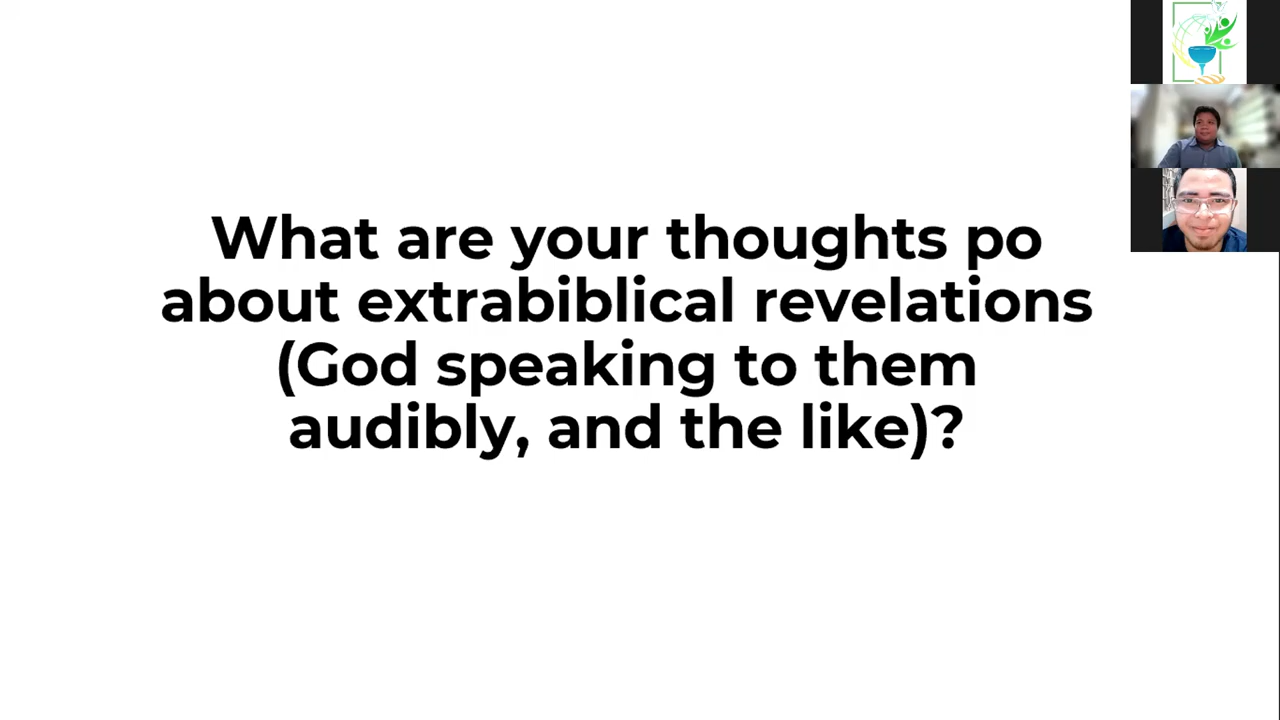 What are your thoughts po
about extrabiblical revelations
(God speaking to them
audibly, and the like)?